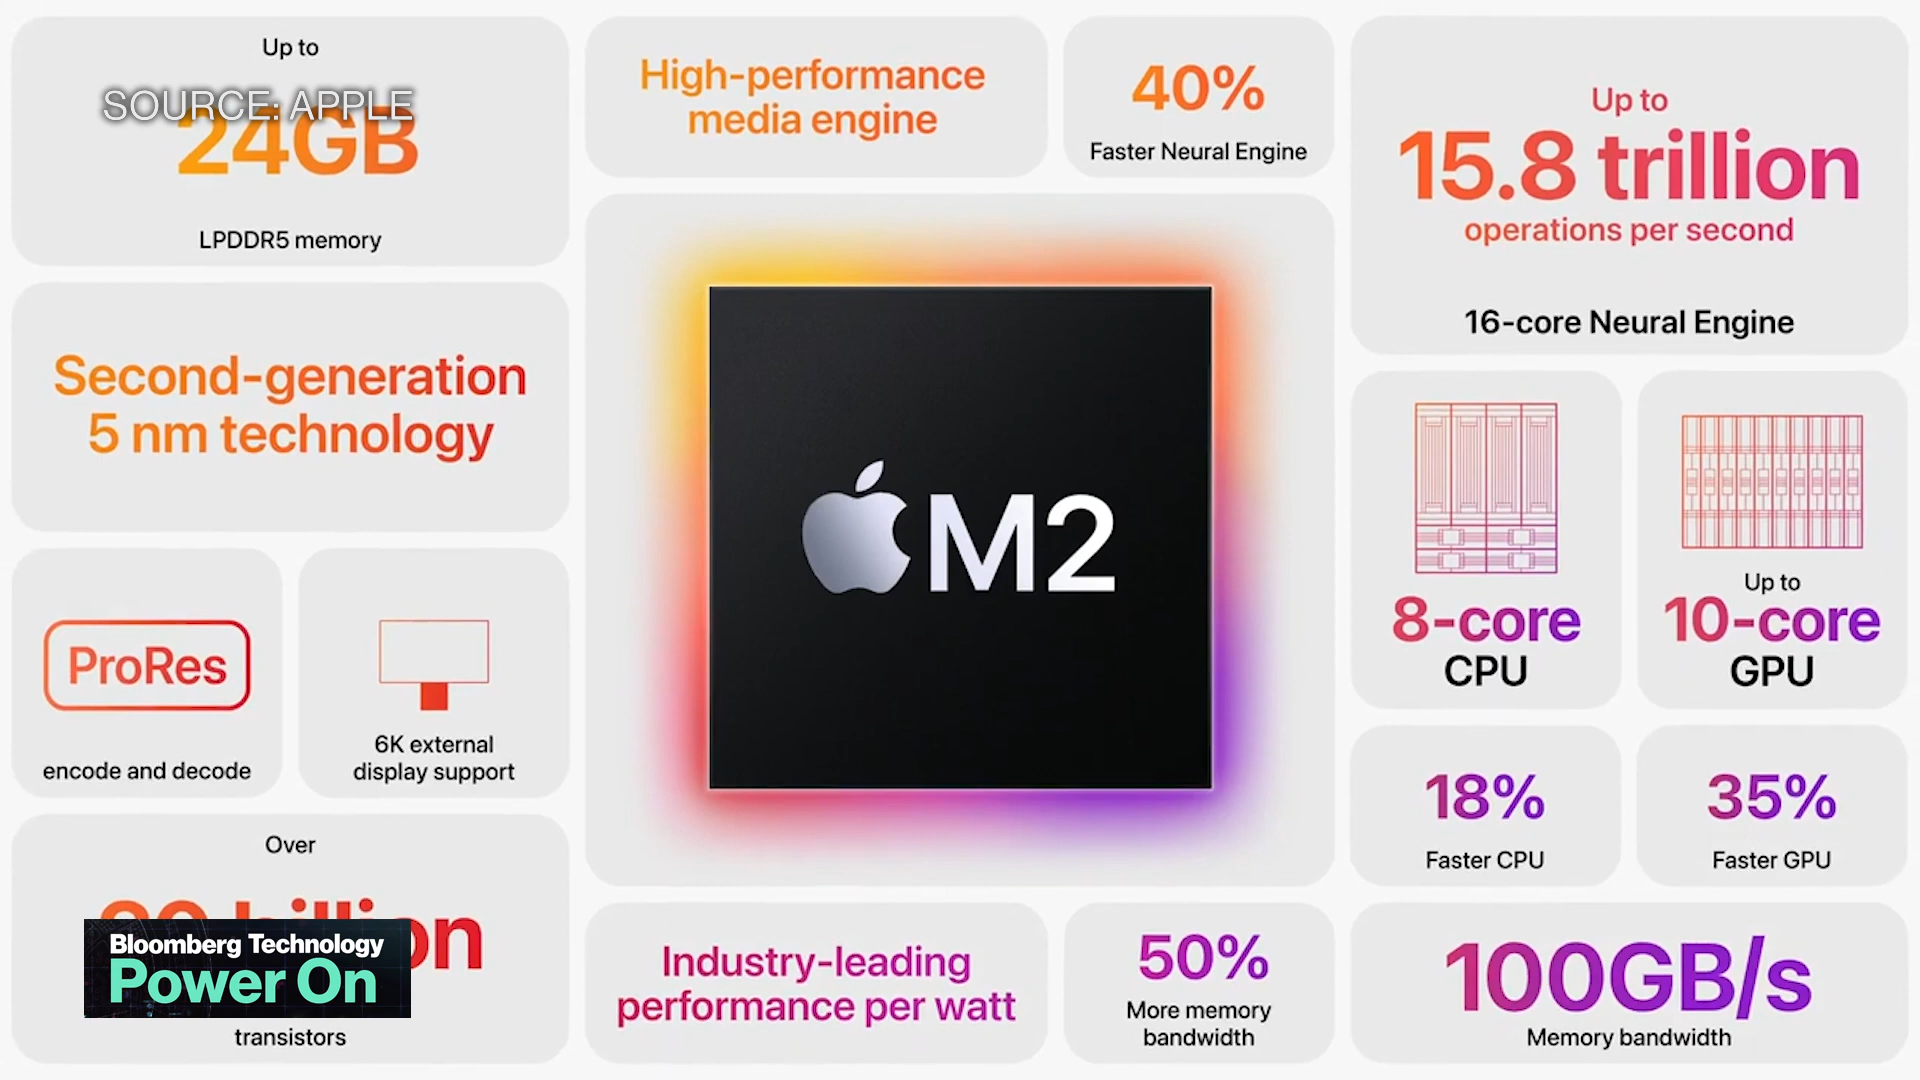 Up to
SOURCE: APPLE
24GB
LPDDR5 memory
High-performance
media engine
40%
Faster Neural Engine
Up to
15.8 trillion
operations per second
16-core Neural Engine
Second-generation
5 nm technology
M2
8-core
CPU
Up to
10-core
GPU
ProRes
encode and decode
6K external
display support
18%
Faster CPU
35%
Faster GPU
Over
transistors
Bloomberg Technology
Power On
Industry-leading
performance per watt
50%
More memory
bandwidth
100GB/s
Memory bandwidth